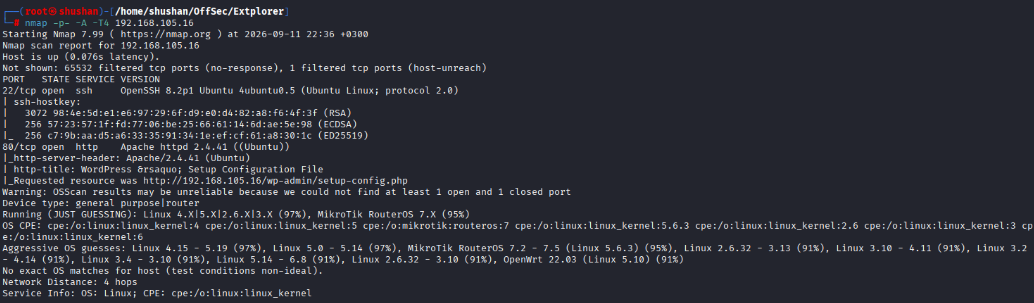 ┌──(root㉿shushan)-[/home/shushan/OffSec/Extplorer]
└─# nmap -p- -A -T4 192.168.105.16
Starting Nmap 7.99 ( https://nmap.org ) at 2026-09-11 22:36 +0300
Nmap scan report for 192.168.105.16
Host is up (0.076s latency).
Not shown: 65532 filtered tcp ports (no-response), 1 filtered tcp ports (host-unreach)
PORT   STATE SERVICE VERSION
22/tcp open  ssh     OpenSSH 8.2p1 Ubuntu 4ubuntu0.5 (Ubuntu Linux; protocol 2.0)
| ssh-hostkey:
|   3072 98:4e:5d:e1:e6:97:29:6f:d9:e0:d4:82:a8:f6:4f:3f (RSA)
|   256 57:23:57:1f:fd:77:06:be:25:66:61:14:6d:ae:5e:98 (ECDSA)
|_  256 c7:9b:aa:d5:a6:33:35:91:34:1e:ef:cf:61:a8:30:1c (ED25519)
80/tcp open  http    Apache httpd 2.4.41 ((Ubuntu))
|_http-server-header: Apache/2.4.41 (Ubuntu)
| http-title: WordPress &rsaquo; Setup Configuration File
|_Requested resource was http://192.168.105.16/wp-admin/setup-config.php
Warning: OSScan results may be unreliable because we could not find at least 1 open and 1 closed port
Device type: general purpose|router
Running (JUST GUESSING): Linux 4.X|5.X|2.6.X|3.X (97%), MikroTik RouterOS 7.X (95%)
OS CPE: cpe:/o:linux:linux_kernel:4 cpe:/o:linux:linux_kernel:5 cpe:/o:mikrotik:routeros:7 cpe:/o:linux:linux_kernel:5.6.3 cpe:/o:linux:linux_kernel:2.6 cpe:/o:linux:linux_kernel:3 cp
e:/o:linux:linux_kernel:6
Aggressive OS guesses: Linux 4.15 - 5.19 (97%), Linux 5.0 - 5.14 (97%), MikroTik RouterOS 7.2 - 7.5 (Linux 5.6.3) (95%), Linux 2.6.32 - 3.13 (91%), Linux 3.10 - 4.11 (91%), Linux 3.2
- 4.14 (91%), Linux 3.4 - 3.10 (91%), Linux 5.14 - 6.8 (91%), Linux 2.6.32 - 3.10 (91%), OpenWrt 22.03 (Linux 5.10) (91%)
No exact OS matches for host (test conditions non-ideal).
Network Distance: 4 hops
Service Info: OS: Linux; CPE: cpe:/o:linux:linux_kernel